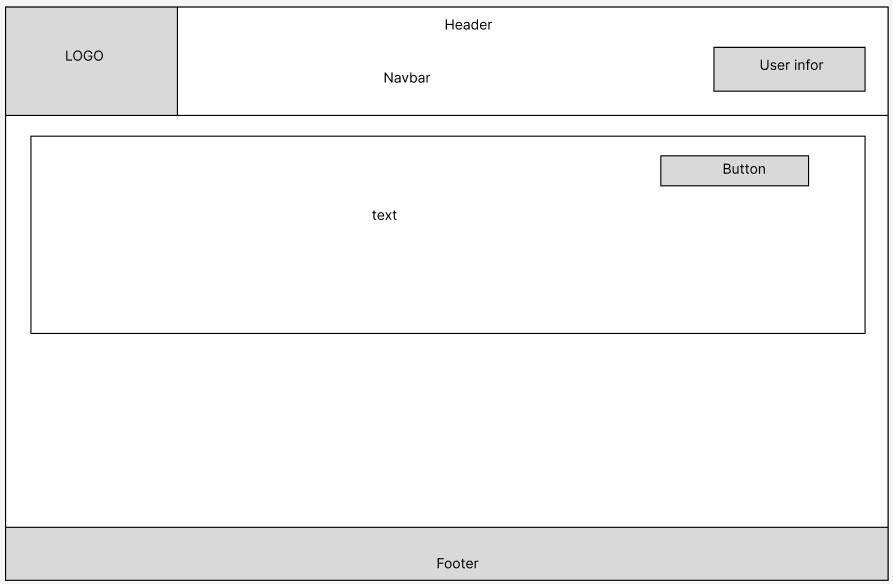 Header
LOGO
User infor
Navbar
Button
text
Footer